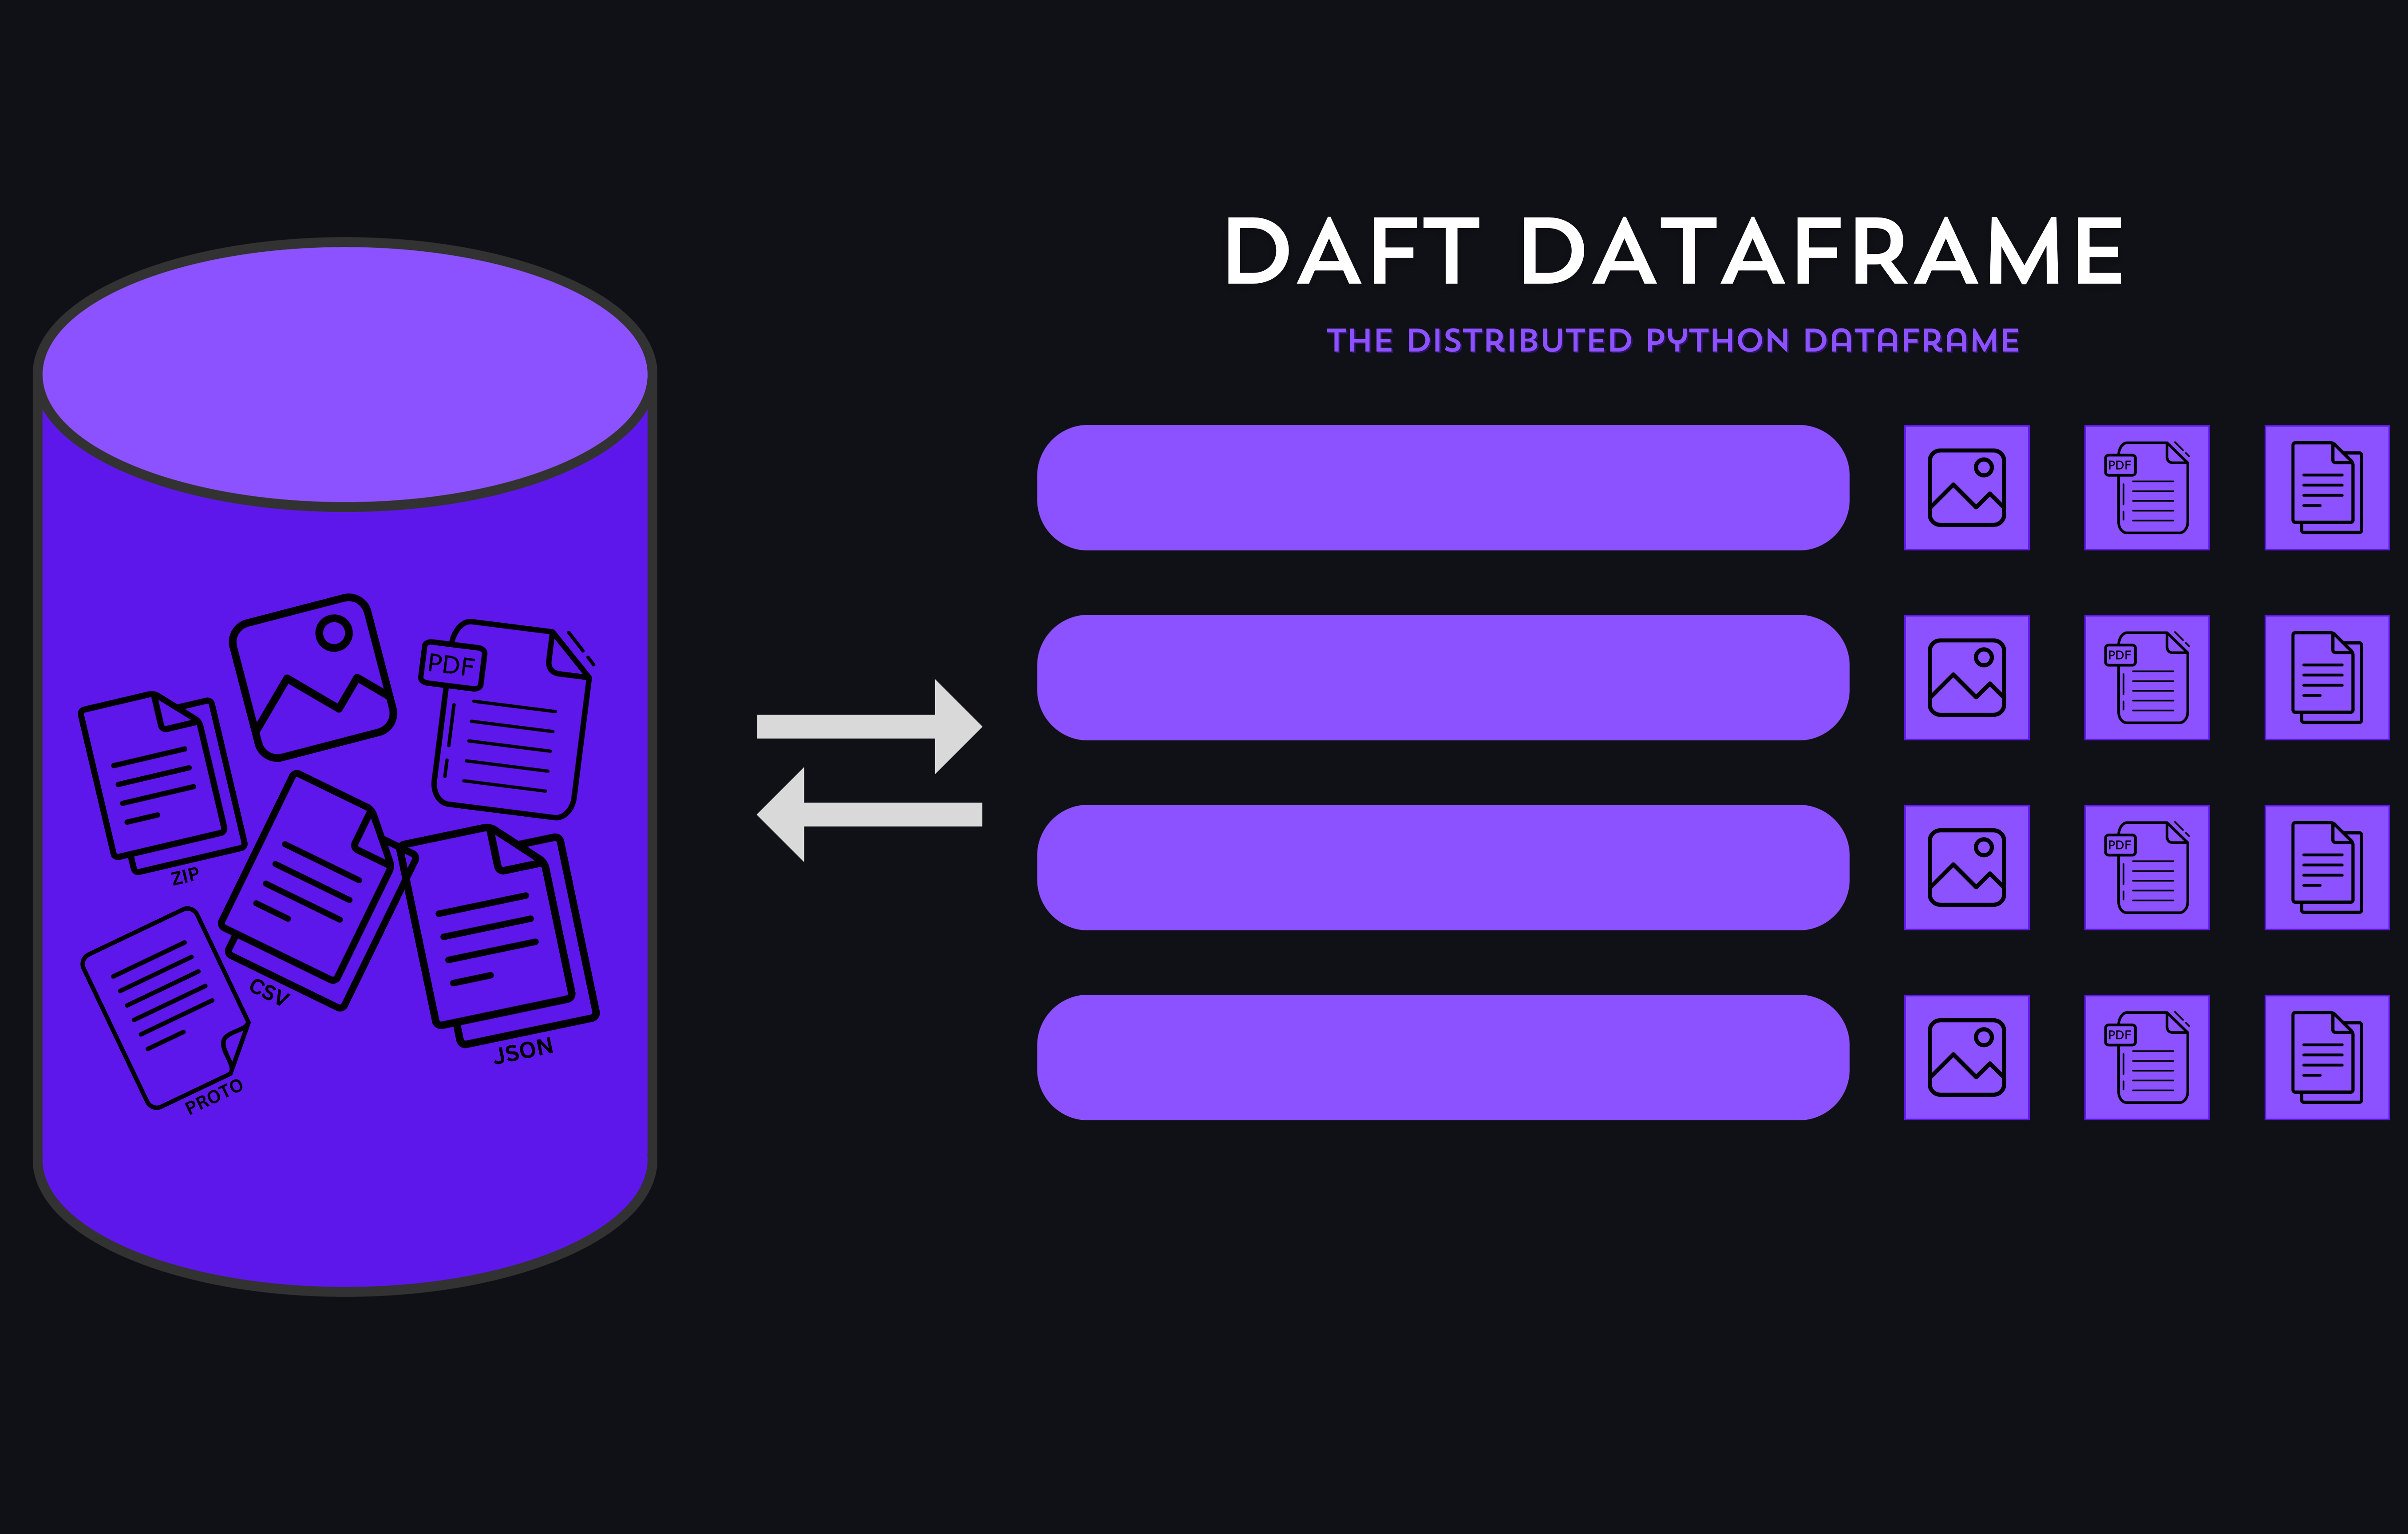 DAFT DATAFRAME
THE DISTRIBUTED PYTHON DATAFRAME
PDF
ZIP
CSV
JSON
PROTO
PDF
PDF
PDF
PDF